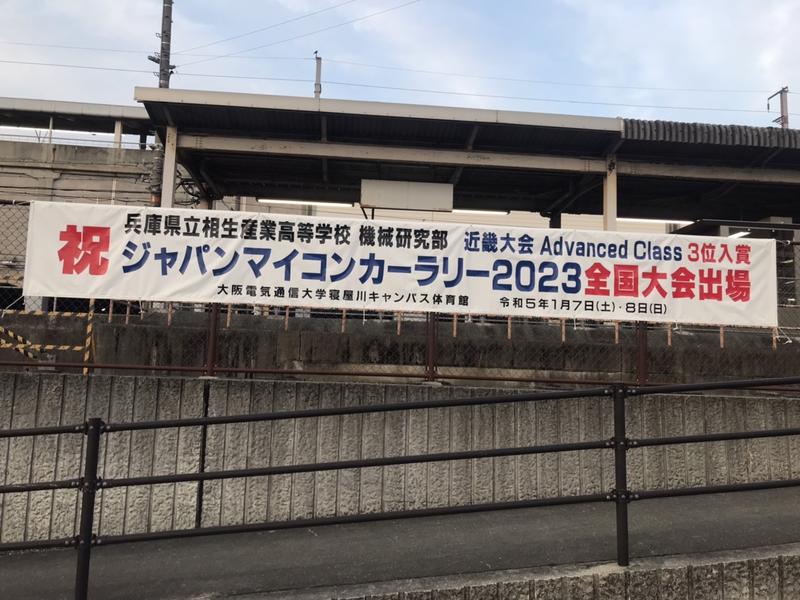 祝
兵庫県立相生産業高等学校 機械研究部 近畿大会 Advanced Class 3位入賞
ジャパンマイコンカーラリー2023全国大会出場
大阪電気通信大学寝屋川キャンパス体育館 令和5年1月7日(土)・8日(日)